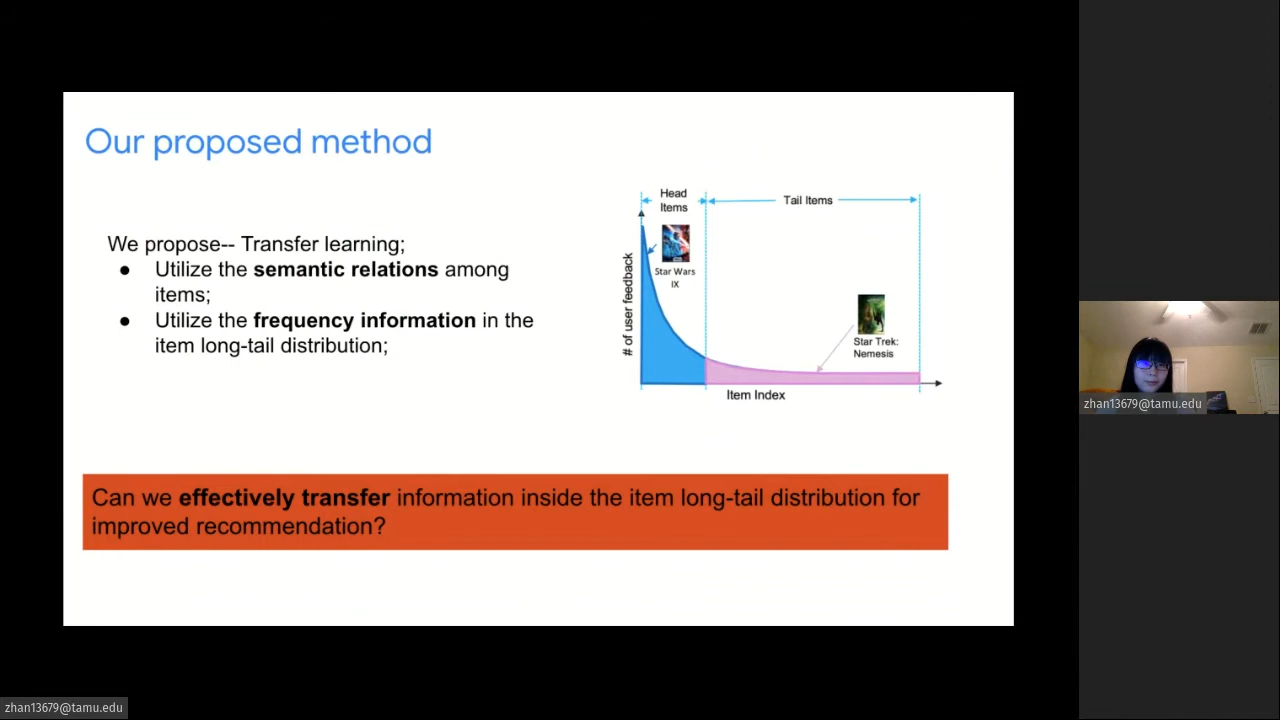 Our proposed method
We propose-- Transfer learning;
● Utilize the semantic relations among
items;
● Utilize the frequency information in the
item long-tail distribution;
Head
Items
Tail Items
# of user feedback
Star Wars
IX
Star Trek:
Nemesis
Item Index
Can we effectively transfer information inside the item long-tail distribution for
improved recommendation?
zhan13679@tamu.edu
zhan13679@tamu.edu